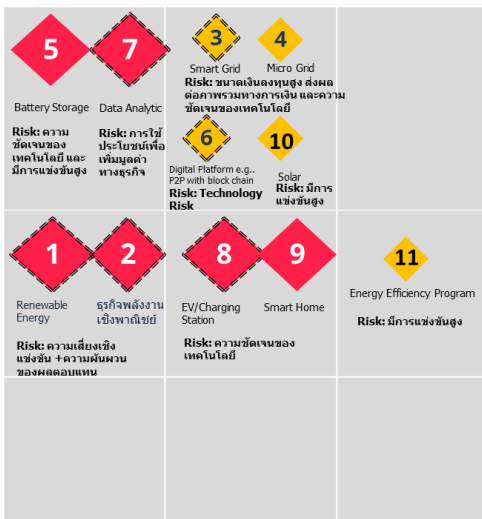 5
7
Battery Storage
Data Analytic
Risk: ความ
ชัดเจนของ
เทคโนโลยี และ
มีการแข่งขันสูง
Risk: การใช้
ประโยชน์เพื่อ
เพิ่มมูลค่า
ทางธุรกิจ
3
4
Smart Grid
Micro Grid
Risk: ขนาดเงินลงทุนสูง ส่งผล
ต่อภาพรวมทางการเงิน และความ
ชัดเจนของเทคโนโลยี
6
10
Digital Platform e.g..
P2P with block chain
Risk: Technology
Risk
Solar
Risk: มีการ
แข่งขันสูง
1
2
Renewable
Energy
ธุรกิจพลังงาน
เชิงพาณิชย์
Risk: ความเสี่ยงเชิง
แข่งขัน +ความผันผวน
ของผลตอบแทน
8
9
EV/Charging
Station
Smart Home
Risk: ความชัดเจนของ
เทคโนโลยี
11
Energy Efficiency Program
Risk: มีการแข่งขันสูง